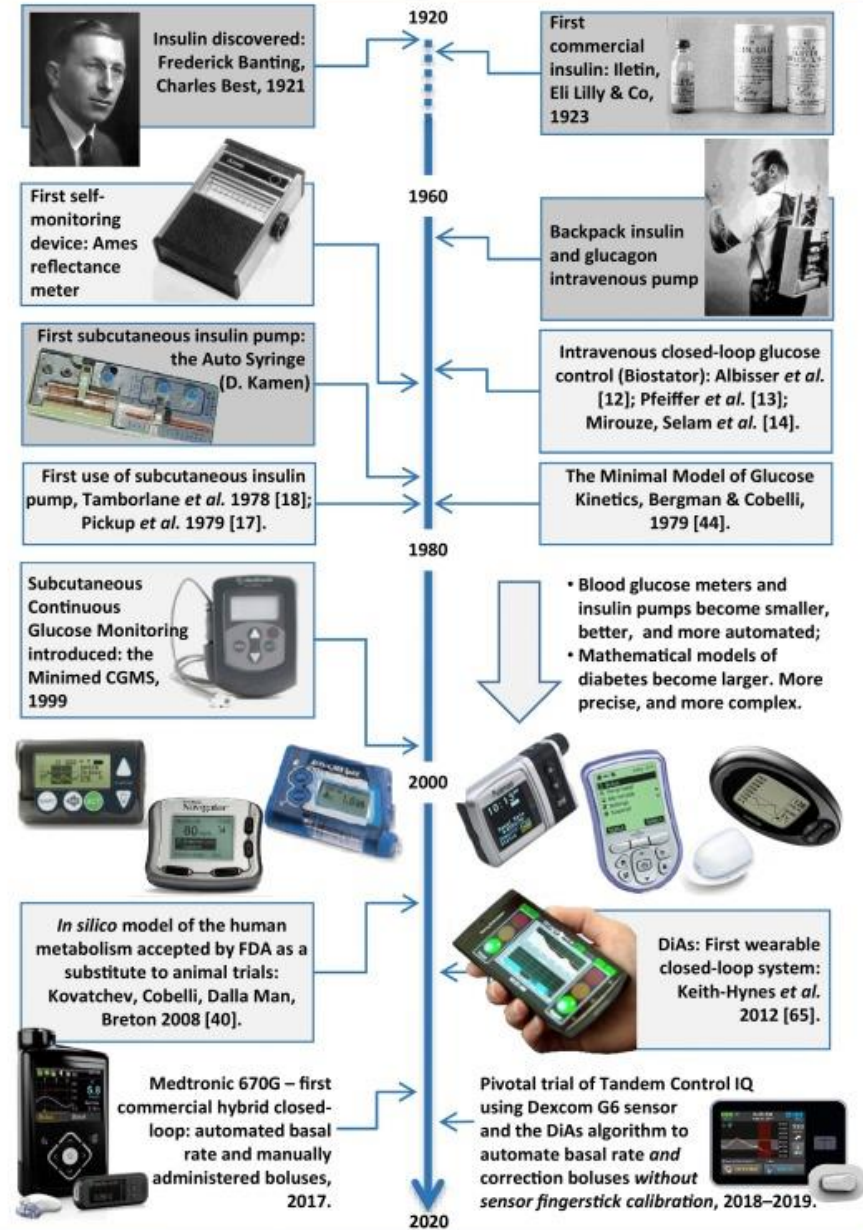 1920
Insulin discovered:
Frederick Banting,
Charles Best, 1921
First
commercial
insulin: Iletin,
Eli Lilly & Co,
1923
1960
First self-
monitoring
device: Ames
reflectance
meter
Backpack insulin
and glucagon
intravenous pump
First subcutaneous insulin pump:
the Auto Syringe
(D. Kamen)
Intravenous closed-loop glucose
control (Biostator): Albisser et al.
[12]; Pfeiffer et al. [13];
Mirouze, Selam et al. [14].
First use of subcutaneous insulin
pump, Tamborlane et al. 1978 [18];
Pickup et al. 1979 [17].
The Minimal Model of Glucose
Kinetics, Bergman & Cobelli,
1979 [44].
1980
Subcutaneous
Continuous
Glucose Monitoring
introduced: the
Minimed CGMS,
1999
• Blood glucose meters and
insulin pumps become smaller,
better, and more automated;
• Mathematical models of
diabetes become larger. More
precise, and more complex.
2000
Navigator
In silico model of the human
metabolism accepted by FDA as a
substitute to animal trials:
Kovatchev, Cobelli, Dalla Man,
Breton 2008 [40].
DiAs: First wearable
closed-loop system:
Keith-Hynes et al.
2012 [65].
Medtronic 670G – first
commercial hybrid closed-
loop: automated basal
rate and manually
administered boluses,
2017.
Pivotal trial of Tandem Control IQ
using Dexcom G6 sensor
and the DiAs algorithm to
automate basal rate and
correction boluses without
sensor fingerstick calibration, 2018–2019.
2020